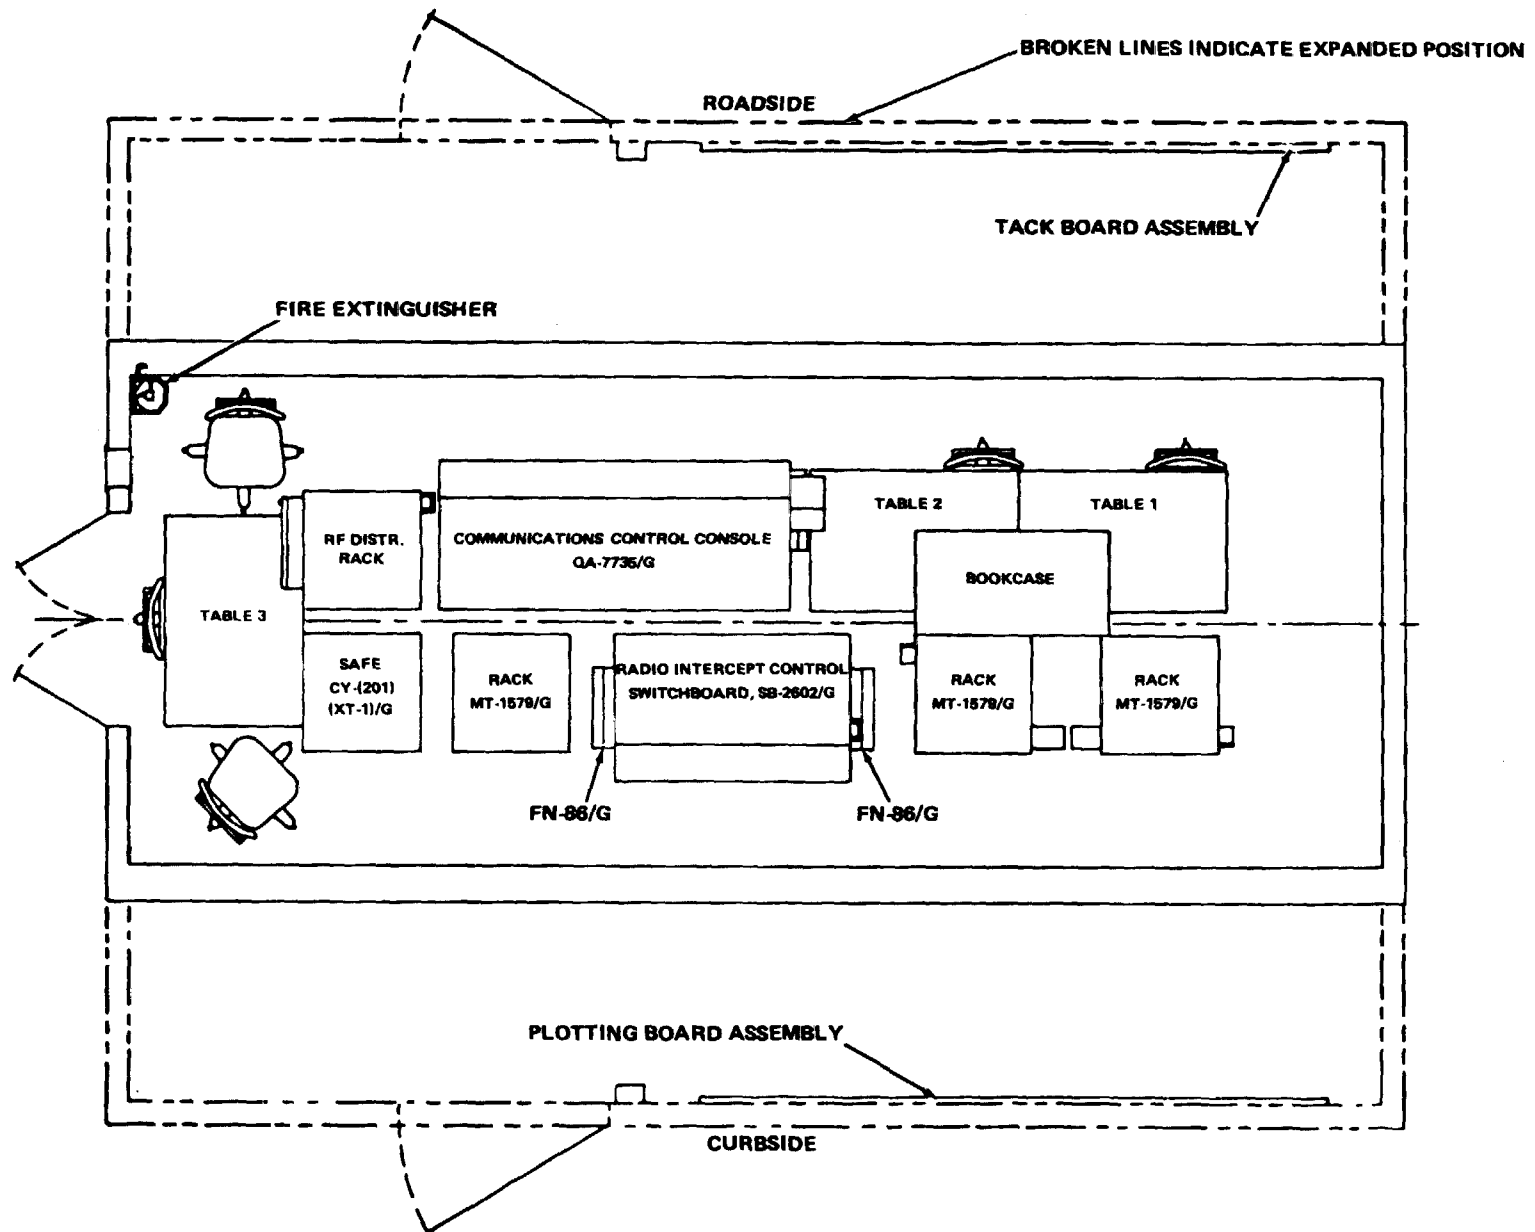 BROKEN LINES INDICATE EXPANDED POSITION
ROADSIDE
TACK BOARD ASSEMBLY
FIRE EXTINGUISHER
TABLE 2
TABLE 1
RF DISTR.
RACK
COMMUNICATIONS CONTROL CONSOLE
OA-7735/G
BOOKCASE
TABLE 3
SAFE
CY-(201)
(XT-1)/G
RACK
MT-1579/G
RADIO INTERCEPT CONTROL
SWITCHBOARD, SB-2602/G
RACK
MT-1579/G
RACK
MT-1579/G
FN-86/G
FN-86/G
PLOTTING BOARD ASSEMBLY
CURBSIDE